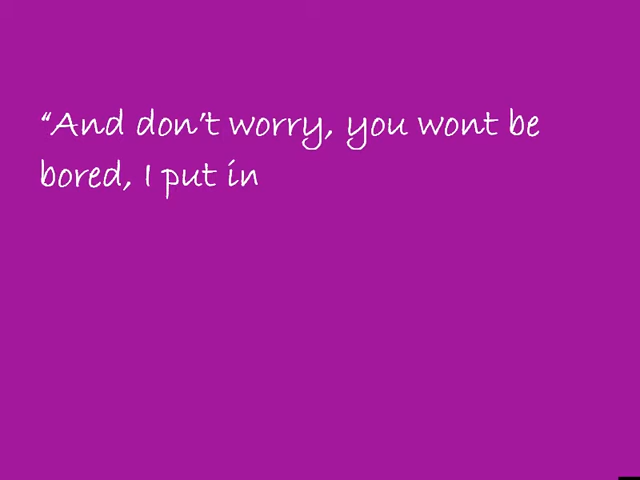 “And don’t worry, you wont be
bored, I put in